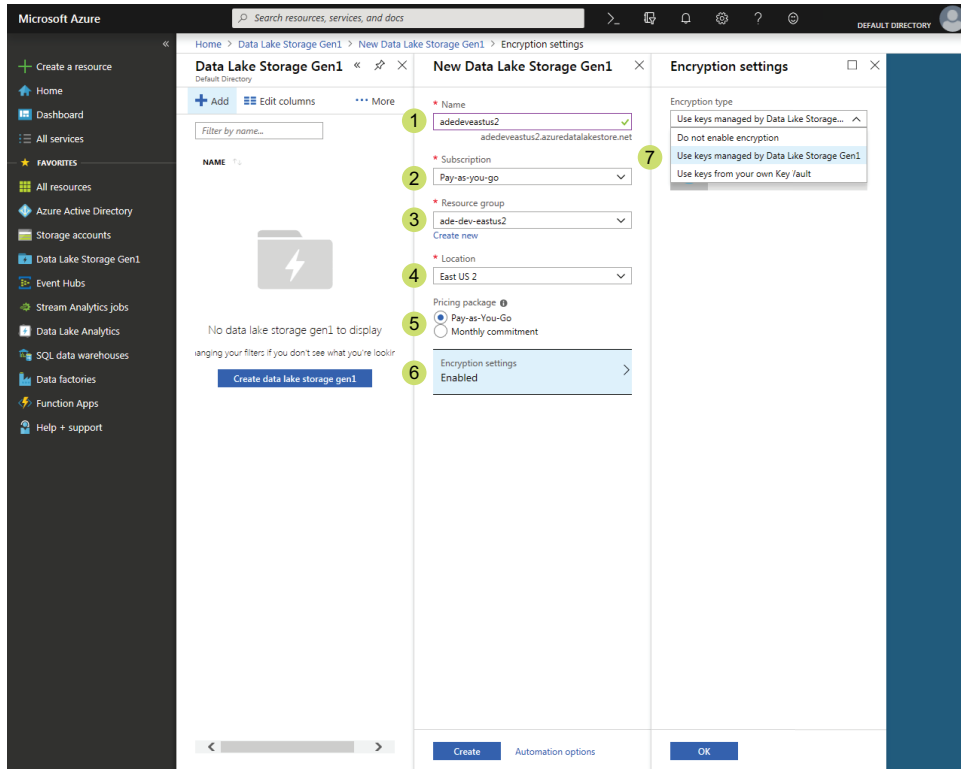 Microsoft Azure
Search resources, services, and docs
DEFAULT DIRECTORY
Create a resource
Home
Dashboard
All services
FAVORITES
All resources
Azure Active Directory
Storage accounts
Data Lake Storage Gen1
Event Hubs
Stream Analytics jobs
Data Lake Analytics
SQL data warehouses
Data factories
Function Apps
Help + support
Home > Data Lake Storage Gen1 > New Data Lake Storage Gen1 > Encryption settings
Data Lake Storage Gen1
Default Directory
Add Edit columns ••• More
Filter by name...
NAME
No data lake storage gen1 to display
anging your filters if you don't see what you're lookir
Create data lake storage gen1
New Data Lake Storage Gen1
* Name
1 adedeveastus2
adedeveastus2.azuredatalakestore.net
* Subscription
2 Pay-as-you-go
* Resource group
3 ade-dev-eastus2
Create new
* Location
4 East US 2
Pricing package
5 Pay-as-You-Go
Monthly commitment
6 Encryption settings
Enabled
Create Automation options
Encryption settings
Encryption type
Use keys managed by Data Lake Storage...
Do not enable encryption
7 Use keys managed by Data Lake Storage Gen1
Use keys from your own Key /ault
OK